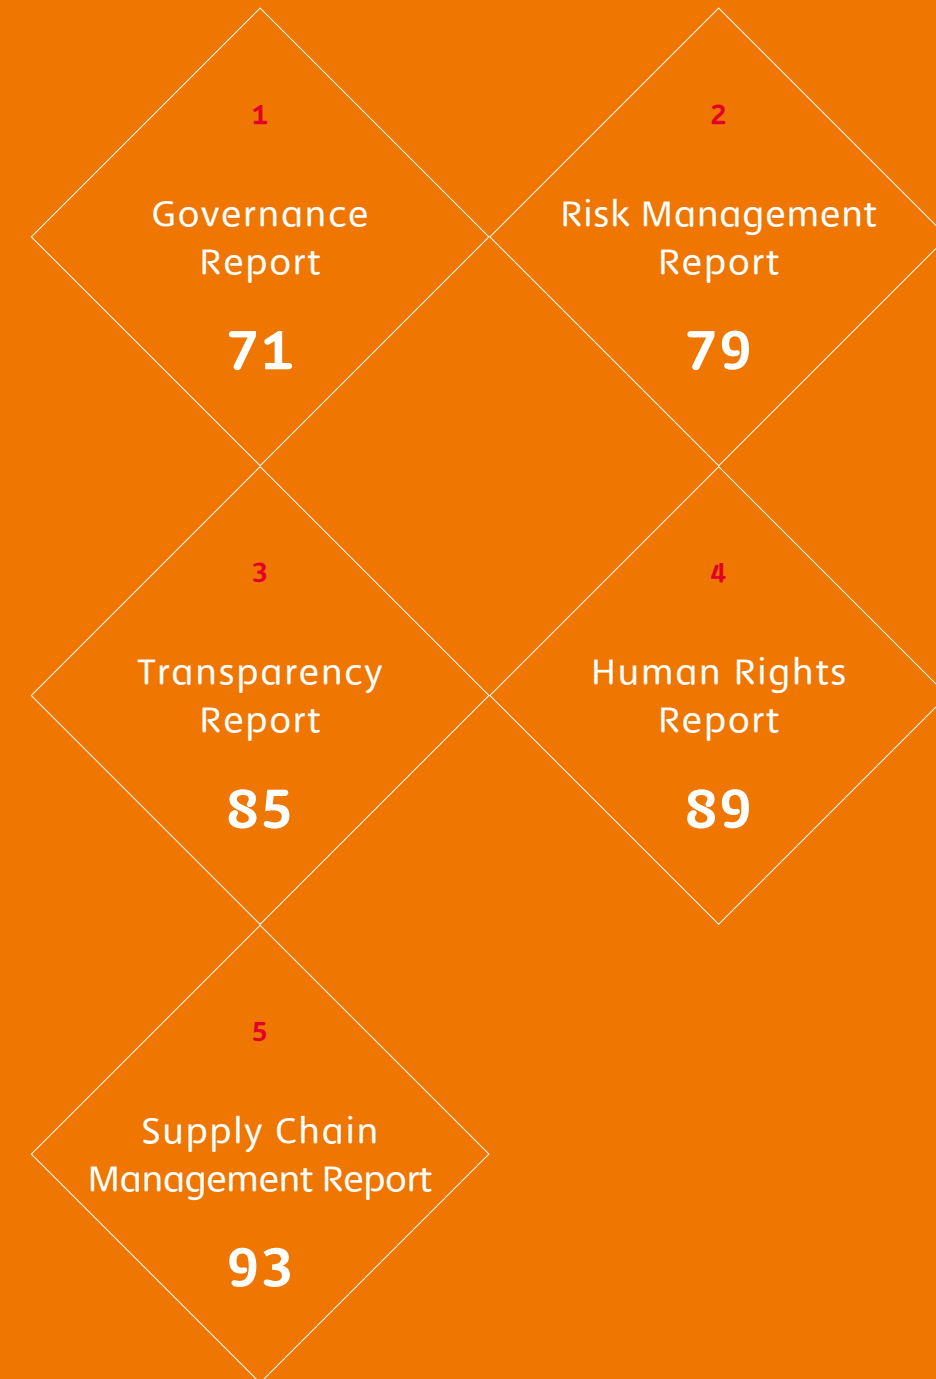 1
Governance
Report
71
2
Risk Management
Report
79
3
Transparency
Report
85
4
Human Rights
Report
89
5
Supply Chain
Management Report
93